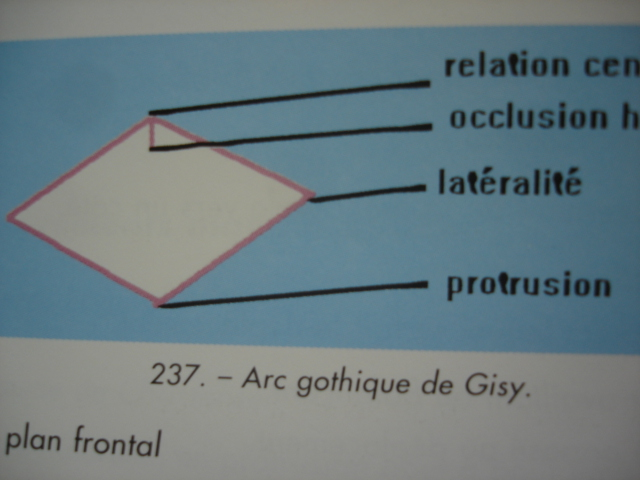 relation cen
occlusion h
latéralité
protrusion
237. – Arc gothique de Gisy.
plan frontal